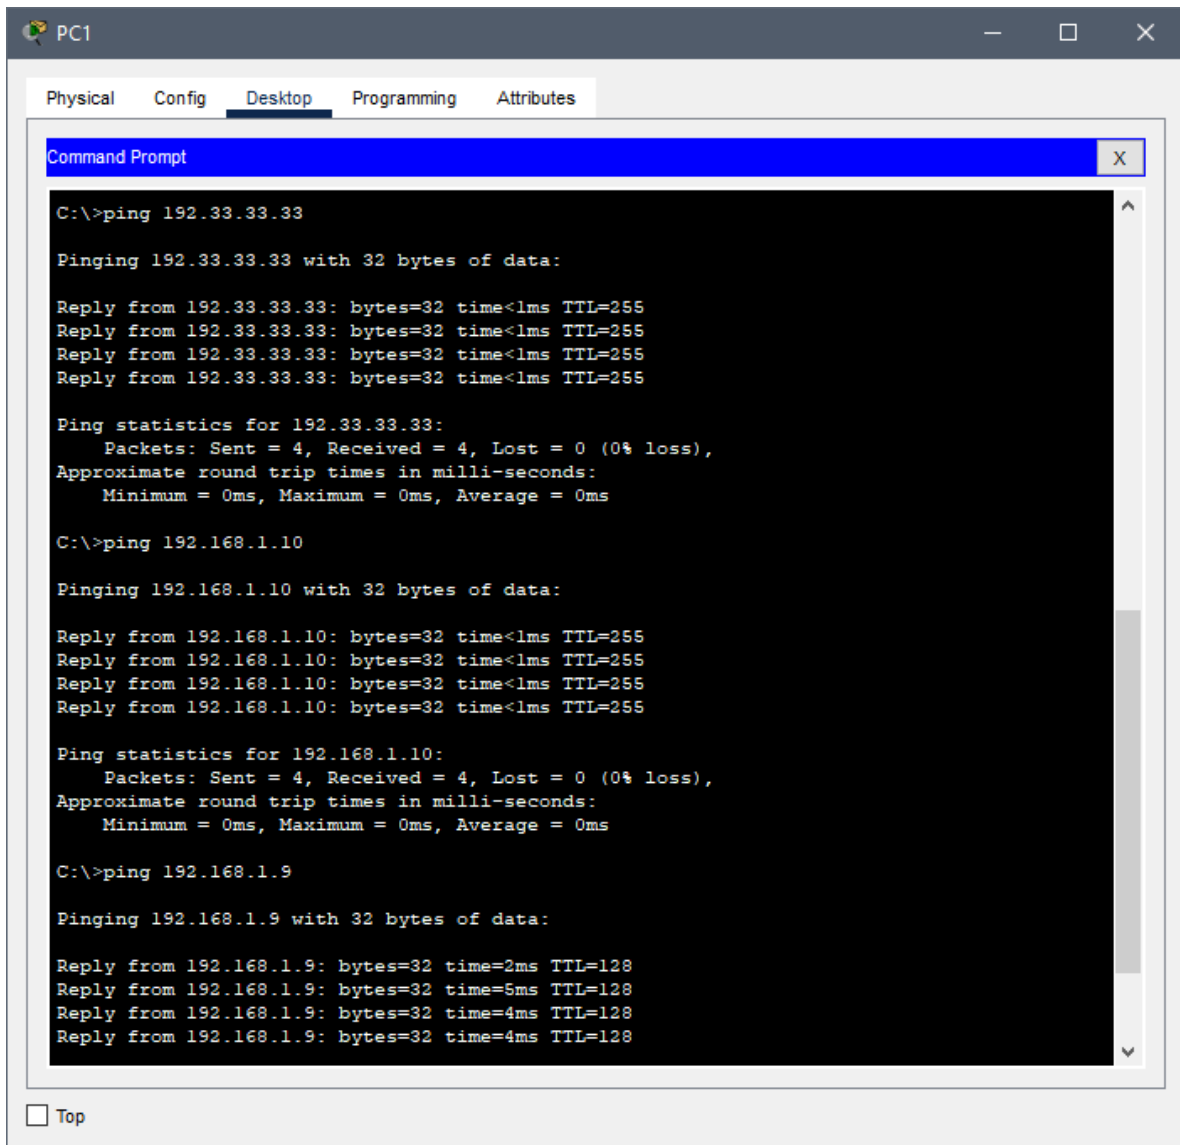 PC1
Physical Config Desktop Programming Attributes
Command Prompt X
C:\>ping 192.33.33.33
Pinging 192.33.33.33 with 32 bytes of data:
Reply from 192.33.33.33: bytes=32 time<1ms TTL=255
Reply from 192.33.33.33: bytes=32 time<1ms TTL=255
Reply from 192.33.33.33: bytes=32 time<1ms TTL=255
Reply from 192.33.33.33: bytes=32 time<1ms TTL=255
Ping statistics for 192.33.33.33:
    Packets: Sent = 4, Received = 4, Lost = 0 (0% loss),
Approximate round trip times in milli-seconds:
    Minimum = 0ms, Maximum = 0ms, Average = 0ms
C:\>ping 192.168.1.10
Pinging 192.168.1.10 with 32 bytes of data:
Reply from 192.168.1.10: bytes=32 time<1ms TTL=255
Reply from 192.168.1.10: bytes=32 time<1ms TTL=255
Reply from 192.168.1.10: bytes=32 time<1ms TTL=255
Reply from 192.168.1.10: bytes=32 time<1ms TTL=255
Ping statistics for 192.168.1.10:
    Packets: Sent = 4, Received = 4, Lost = 0 (0% loss),
Approximate round trip times in milli-seconds:
    Minimum = 0ms, Maximum = 0ms, Average = 0ms
C:\>ping 192.168.1.9
Pinging 192.168.1.9 with 32 bytes of data:
Reply from 192.168.1.9: bytes=32 time=2ms TTL=128
Reply from 192.168.1.9: bytes=32 time=5ms TTL=128
Reply from 192.168.1.9: bytes=32 time=4ms TTL=128
Reply from 192.168.1.9: bytes=32 time=4ms TTL=128
Top